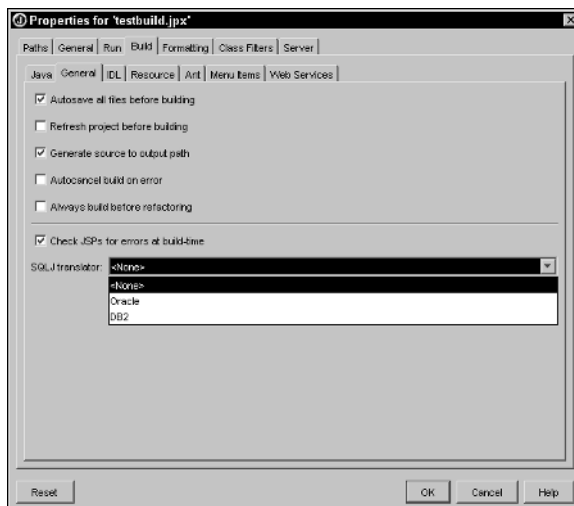 Properties for 'testbuild.jpx'
Paths General Run Build Formatting Class Filters Server
Java General IDL Resource Ant Menu Items Web Services
Autosave all files before building
Refresh project before building
Generate source to output path
Autocancel build on error
Always build before refactoring
Check JSPs for errors at build-time
SQLJ translator: <None>
<None>
Oracle
DB2
Reset OK Cancel Help